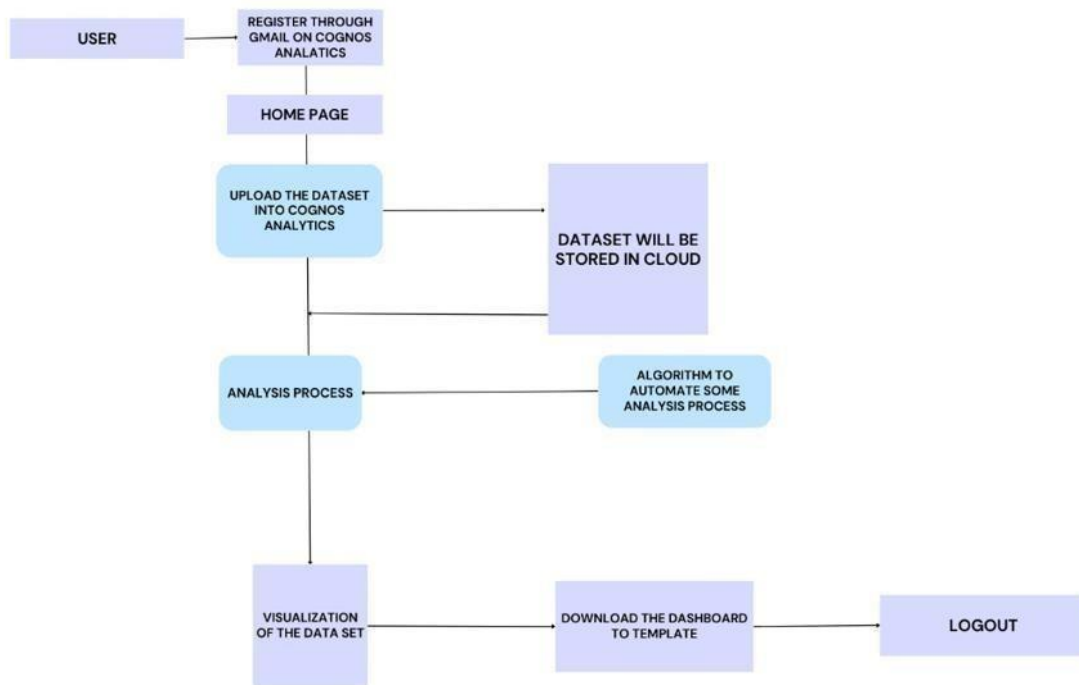 USER
REGISTER THROUGH
GMAIL ON COGNOS
ANALATICS
HOME PAGE
UPLOAD THE DATASET
INTO COGNOS
ANALYTICS
DATASET WILL BE
STORED IN CLOUD
ANALYSIS PROCESS
ALGORITHM TO
AUTOMATE SOME
ANALYSIS PROCESS
VISUALIZATION
OF THE DATA SET
DOWNLOAD THE DASHBOARD
TO TEMPLATE
LOGOUT